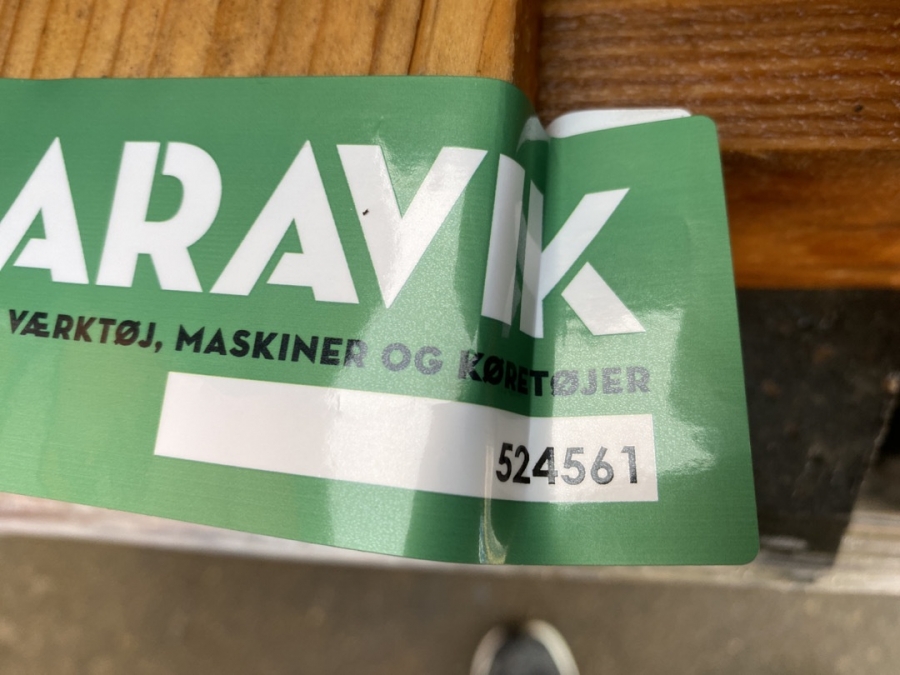 ARAVIK
VÆRKTØJ, MASKINER OG KØRETØJER
524561